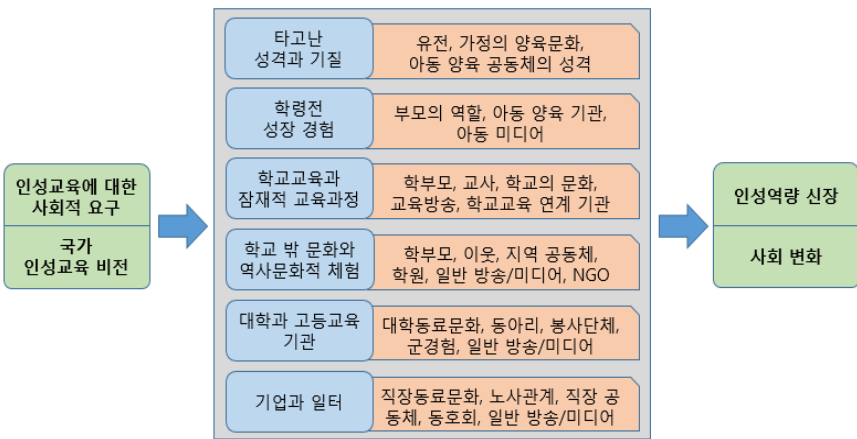 인성교육에 대한
사회적 요구
국가
인성교육 비전
타고난
성격과 기질
유전, 가정의 양육문화,
아동 양육 공동체의 성격
학령전
성장 경험
부모의 역할, 아동 양육 기관,
아동 미디어
학교교육과
잠재적 교육과정
학부모, 교사, 학교의 문화,
교육방송, 학교교육 연계 기관
학교 밖 문화와
역사문화적 체험
학부모, 이웃, 지역 공동체,
학원, 일반 방송/미디어, NGO
대학과 고등교육
기관
대학동료문화, 동아리, 봉사단체,
군경험, 일반 방송/미디어
기업과 일터
직장동료문화, 노사관계, 직장 공
동체, 동호회, 일반 방송/미디어
인성역량 신장
사회 변화